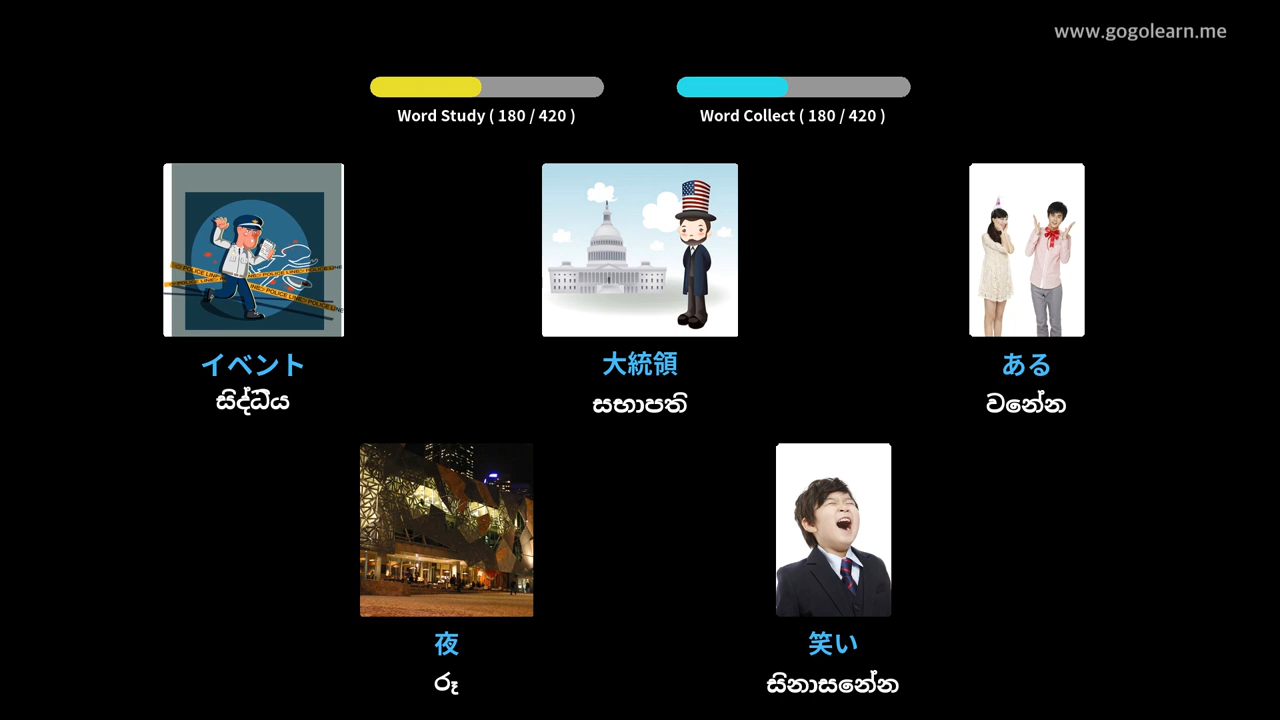 www.gogolearn.me
Word Study ( 180 / 420 )
Word Collect ( 180 / 420 )
イベント
සිද්ධිය
大統領
සභාපති
ある
වනේන
夜
රෑ
笑い
සිනාසනේන